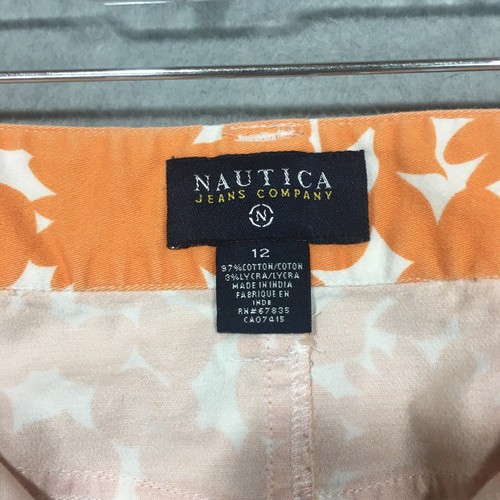 NAUTICA
JEANS COMPANY
N
12
97%COTTON/COTON
3%LYCRA/LYCRA
MADE IN INDIA
FABRIQUE EN
INDE
RN#67835
CA07415